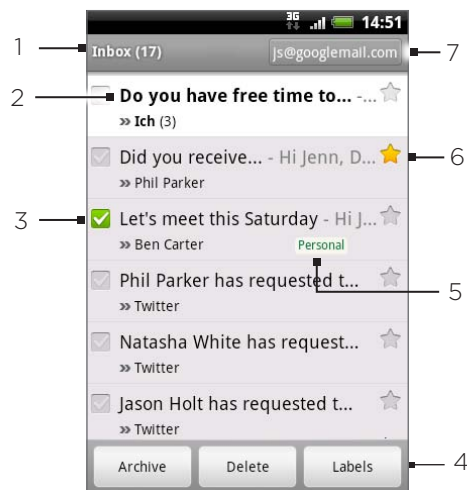 3G 14:51
1 Inbox (17) js@googlemail.com 7
2 Do you have free time to... -...
» Ich (3)
Did you receive... - Hi Jenn, D... 6
» Phil Parker
3 Let's meet this Saturday - Hi J...
» Ben Carter Personal
Phil Parker has requested t... 5
» Twitter
Natasha White has request...
» Twitter
Jason Holt has requested t...
» Twitter
Archive Delete Labels 4